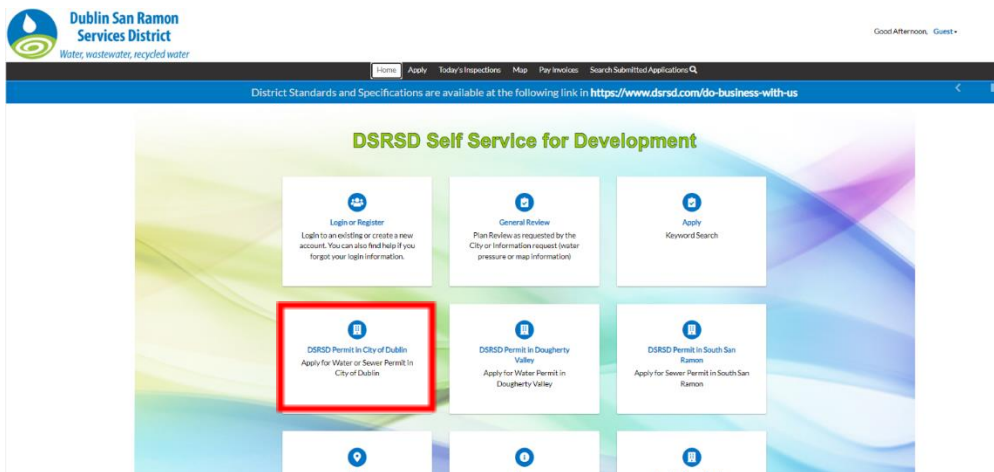 Dublin San Ramon
Services District
Water, wastewater, recycled water
Good Afternoon, Guest
Home Apply Today's Inspections Map Pay Invoices Search Submitted Applications
District Standards and Specifications are available at the following link in https://www.dsrsd.com/do-business-with-us
DSRSD Self Service for Development
Login or Register
Login to an existing or create a new
account. You can also find help if you
forgot your login information.
General Review
Plan Review as requested by the
City or Information request (water
pressure or map information)
Apply
Keyword Search
DSRSD Permit in City of Dublin
Apply for Water or Sewer Permit in
City of Dublin
DSRSD Permit in Dougherty
Valley
Apply for Water Permit in
Dougherty Valley
DSRSD Permit in South San
Ramon
Apply for Sewer Permit in South San
Ramon